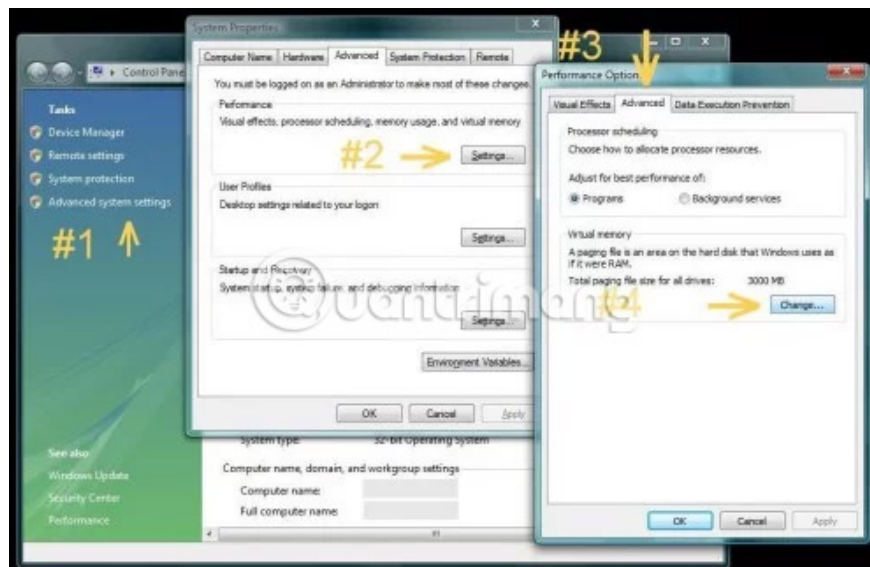 System Properties
Computer Name Hardware Advanced System Protection Remote
You must be logged on as an Administrator to make most of these changes.
Performance
Visual effects, processor scheduling, memory usage, and virtual memory
#2
Settings...
User Profiles
Desktop settings related to your logon
Settings...
Startup and Recovery
System startup, system failure, and debugging information
Settings...
Environment Variables...
OK Cancel Apply
Control Pane
Tasks
Device Manager
Remote settings
System protection
Advanced system settings
#1
See also
Windows Update
Security Center
Performance
System type: 32-bit Operating System
Computer name, domain, and workgroup settings
Computer name:
Full computer name:
#3
Performance Option
Visual Effects Advanced Data Execution Prevention
Processor scheduling
Choose how to allocate processor resources.
Adjust for best performance of:
Programs Background services
Virtual memory
A paging file is an area on the hard disk that Windows uses as
if it were RAM.
Total paging file size for all drives: 3000 MB
#4
Change...
OK Cancel Apply
Quantrimang